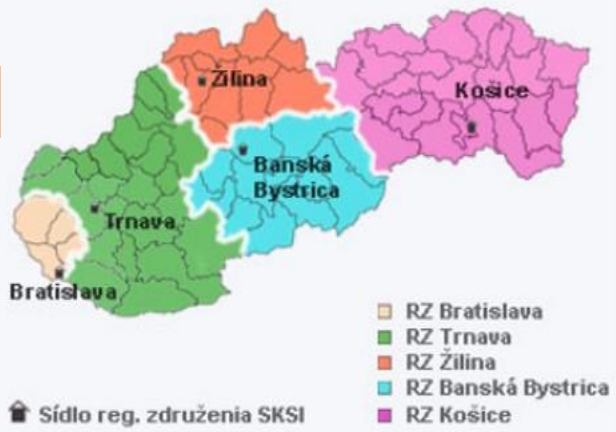 Žilina
Košice
Banská
Bystrica
Trnava
Bratislava
RZ Bratislava
RZ Trnava
RZ Žilina
RZ Banská Bystrica
RZ Košice
Sídlo reg. združenia SKSI